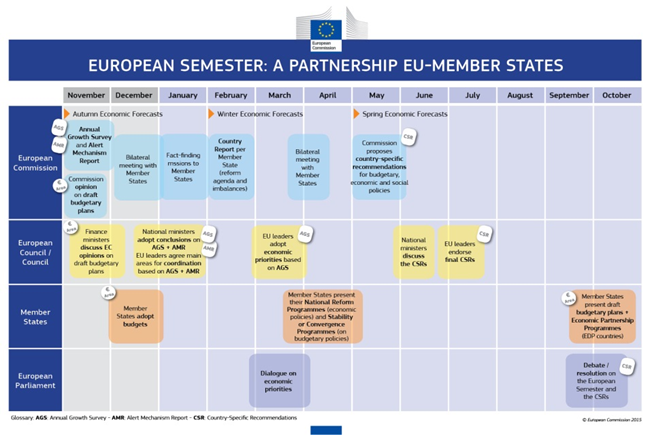 European
Commission
EUROPEAN SEMESTER: A PARTNERSHIP EU-MEMBER STATES
November December January February March April May June July August September October
Autumn Economic Forecasts Winter Economic Forecasts Spring Economic Forecasts
European
Commission
AGS
AMR
Annual
Growth Survey
and Alert
Mechanism
Report
€
Area
Commission
opinion
on draft
budgetary
plans
Bilateral
meeting with
Member
States
Fact-finding
missions to
Member
States
Country
Report per
Member
State
(reform
agenda and
imbalances)
Bilateral
meeting
with
Member
States
CSR
Commission
proposes
country-specific
recommendations
for budgetary,
economic and social
policies
European
Council /
Council
€
Area
Finance
ministers
discuss EC
opinions on
draft budgetary
plans
National ministers
adopt conclusions on
AGS + AMR
EU leaders agree main
areas for coordination
based on AGS + AMR
AGS
AMR
EU leaders
adopt
economic
priorities based
on AGS
AGS
National
ministers
discuss
the CSRs
EU leaders
endorse
final CSRs
CSR
Member
States
€
Area
Member
States adopt
budgets
Member States present
their National Reform
Programmes (economic
policies) and Stability
or Convergence
Programmes (on
budgetary policies)
€
Area
Member States
present draft
budgetary plans +
Economic Partnership
Programmes
(EDP countries)
European
Parliament
Dialogue on
economic
priorities
Debate /
resolution on
the European
Semester and
the CSRs
CSR
Glossary: AGS: Annual Growth Survey - AMR: Alert Mechanism Report - CSR: Country-Specific Recommendations
© European Commission 2015